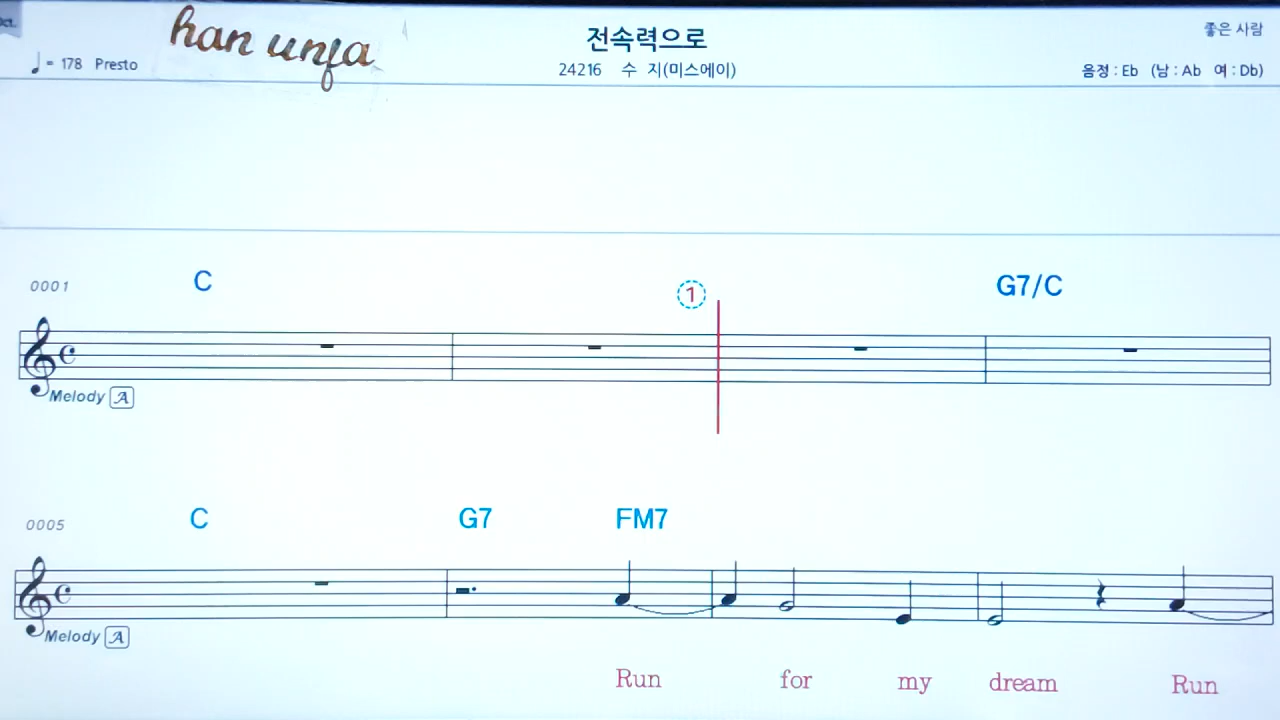 han unfa
전속력으로
좋은 사람
♩= 178 Presto
24216 수 지(미스에이)
음정 : Eb (남 : Ab 여 : Db)
0001 C 1 G7/C
Melody A
0005 C G7 FM7
Melody A
Run for my dream Run